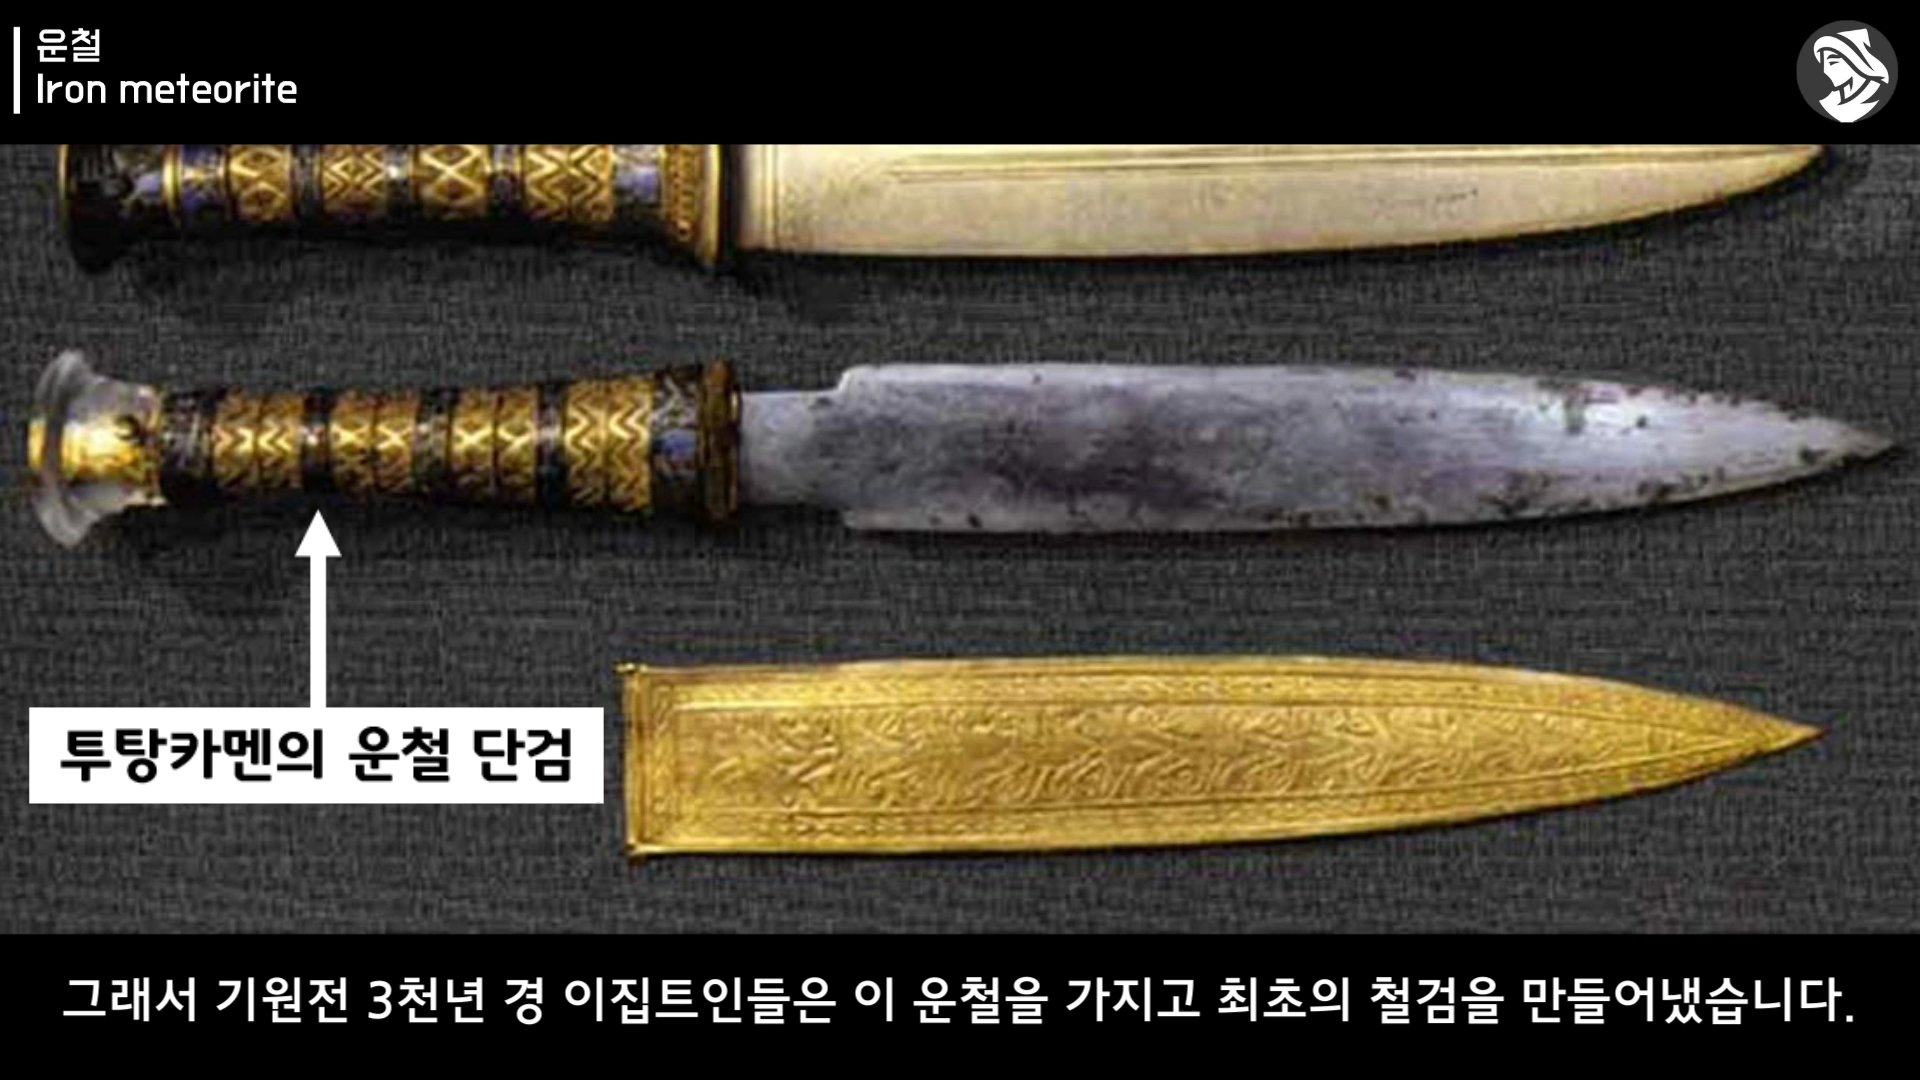 운철
Iron meteorite
투탕카멘의 운철 단검
그래서 기원전 3천년 경 이집트인들은 이 운철을 가지고 최초의 철검을 만들어냈습니다.